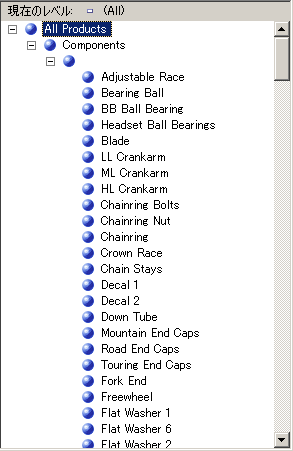 現在のレベル: (All)
All Products
Components
Adjustable Race
Bearing Ball
BB Ball Bearing
Headset Ball Bearings
Blade
LL Crankarm
ML Crankarm
HL Crankarm
Chainring Bolts
Chainring Nut
Chainring
Crown Race
Chain Stays
Decal 1
Decal 2
Down Tube
Mountain End Caps
Road End Caps
Touring End Caps
Fork End
Freewheel
Flat Washer 1
Flat Washer 6
Flat Washer 2